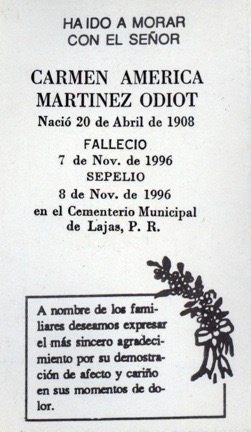 HA IDO A MORAR
CON EL SEÑOR
CARMEN AMERICA
MARTINEZ ODIOT
Nació 20 de Abril de 1908
FALLECIO
7 de Nov. de 1996
SEPELIO
8 de Nov. de 1996
en el Cementerio Municipal
de Lajas, P. R.
A nombre de los fami-
liares deseamos expresar
el más sincero agradeci-
miento por su demostra-
ción de afecto y cariño
en sus momentos de do-
lor.